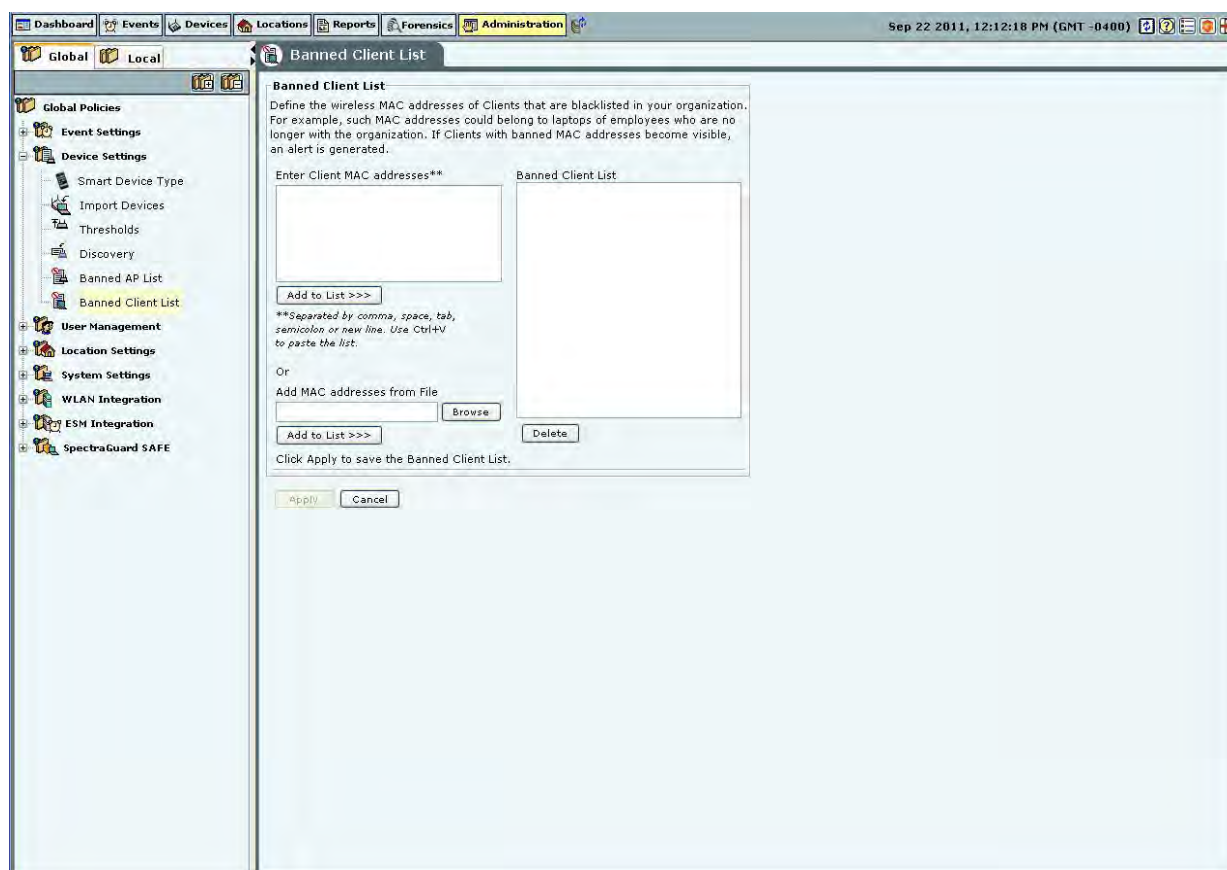 Dashboard Events Devices Locations Reports Forensics Administration Sep 22 2011, 12:12:18 PM (GMT -0400)
Global Local
Global Policies
Event Settings
Device Settings
Smart Device Type
Import Devices
Thresholds
Discovery
Banned AP List
Banned Client List
User Management
Location Settings
System Settings
WLAN Integration
ESM Integration
SpectraGuard SAFE
Banned Client List
Banned Client List
Define the wireless MAC addresses of Clients that are blacklisted in your organization.
For example, such MAC addresses could belong to laptops of employees who are no
longer with the organization. If Clients with banned MAC addresses become visible,
an alert is generated.
Enter Client MAC addresses**
Add to List >>>
**Separated by comma, space, tab,
semicolon or new line. Use Ctrl+V
to paste the list.
Or
Add MAC addresses from File
Browse
Add to List >>>
Banned Client List
Delete
Click Apply to save the Banned Client List.
Apply Cancel